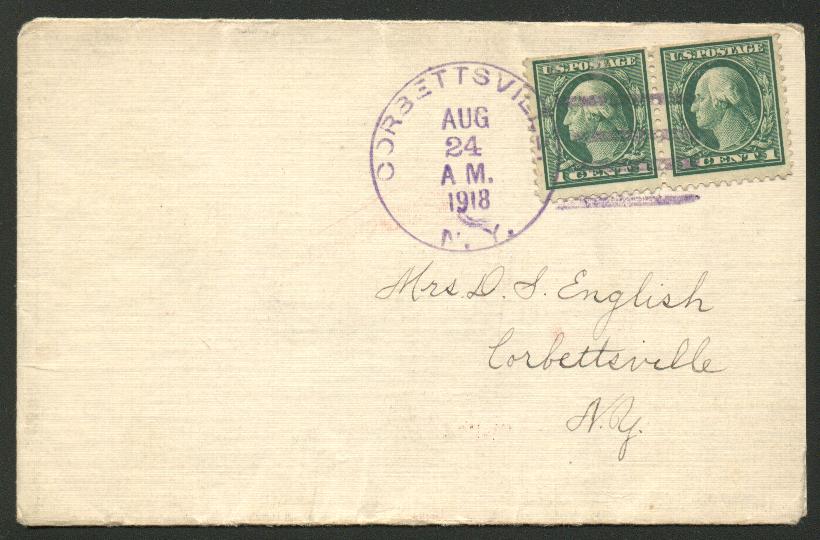 CORBETTSVILLE
AUG
24
A M.
1918
N. Y.
U.S.POSTAGE
1 CENT 1
U.S.POSTAGE
1 CENT 1
Mrs. D. S. English
Corbettsville
N.Y.